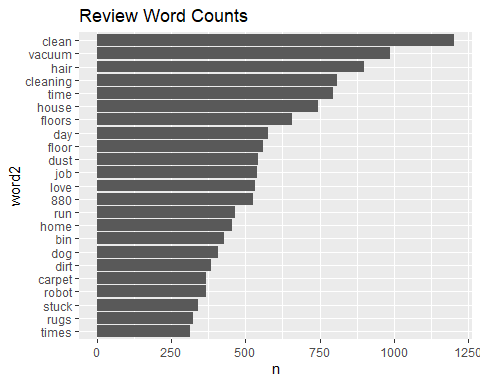 Review Word Counts
word2
clean
vacuum
hair
cleaning
time
house
floors
day
floor
dust
job
love
880
run
home
bin
dog
dirt
carpet
robot
stuck
rugs
times
0 250 500 750 1000 1250
n